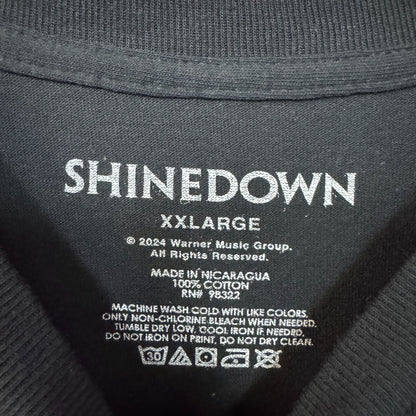 SHINEDOWN
XXLARGE
© 2024 Warner Music Group.
All Rights Reserved.
MADE IN NICARAGUA
100% COTTON
RN# 98322
MACHINE WASH COLD WITH LIKE COLORS.
ONLY NON-CHLORINE BLEACH WHEN NEEDED.
TUMBLE DRY LOW, COOL IRON IF NEEDED,
DO NOT IRON ON PRINT, DO NOT DRY CLEAN.
30